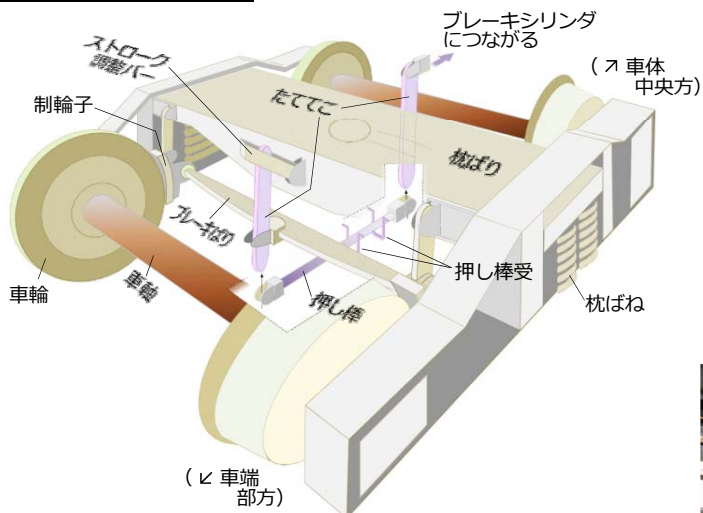 ブレーキシリンダ
につながる
ストローク
調整バー
(↗ 車体
中央方)
たててこ
制輪子
枕ばり
ブレーキばり
押し棒受
車輪
車軸
押し棒
枕ばね
(↙ 車端
部方)